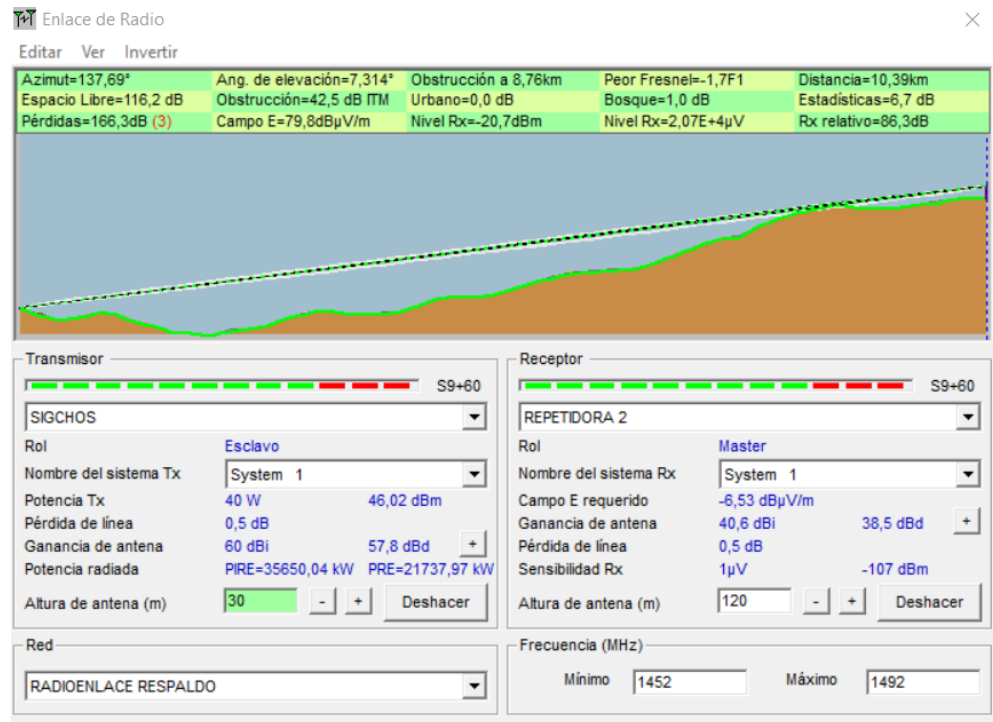 Enlace de Radio
Editar Ver Invertir
Azimut=137,69° Ang. de elevación=7,314° Obstrucción a 8,76km Peor Fresnel=-1,7F1 Distancia=10,39km
Espacio Libre=116,2 dB Obstrucción=42,5 dB ITM Urbano=0,0 dB Bosque=1,0 dB Estadísticas=6,7 dB
Pérdidas=166,3dB (3) Campo E=79,8dBµV/m Nivel Rx=-20,7dBm Nivel Rx=2,07E+4µV Rx relativo=86,3dB
Transmisor
S9+60
SIGCHOS
Rol Esclavo
Nombre del sistema Tx System 1
Potencia Tx 40 W 46,02 dBm
Pérdida de línea 0,5 dB
Ganancia de antena 60 dBi 57,8 dBd +
Potencia radiada PIRE=35650,04 kW PRE=21737,97 kW
Altura de antena (m) 30 - + Deshacer
Receptor
S9+60
REPETIDORA 2
Rol Master
Nombre del sistema Rx System 1
Campo E requerido -6,53 dBµV/m
Ganancia de antena 40,6 dBi 38,5 dBd +
Pérdida de línea 0,5 dB
Sensibilidad Rx 1µV -107 dBm
Altura de antena (m) 120 - + Deshacer
Red
RADIOENLACE RESPALDO
Frecuencia (MHz)
Mínimo 1452 Máximo 1492